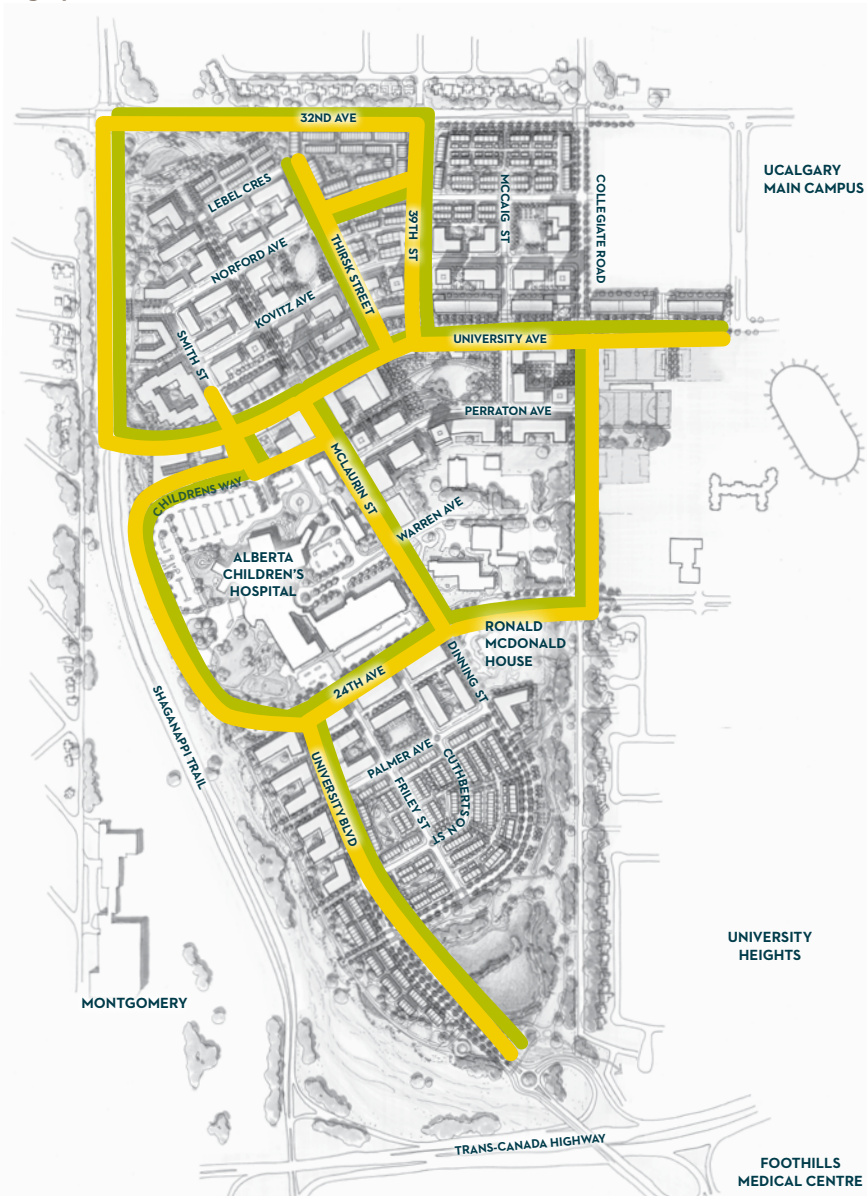 32ND AVE
UCALGARY
MAIN CAMPUS
LEBEL CRES
MCCAIG ST
COLLEGIATE ROAD
39TH ST
THIRSK STREET
NORFORD AVE
KOVITZ AVE
SMITH ST
UNIVERSITY AVE
PERRATON AVE
MCLAURIN ST
CHILDRENS WAY
WARREN AVE
ALBERTA
CHILDREN'S
HOSPITAL
RONALD
MCDONALD
HOUSE
DINNING ST
24TH AVE
SHAGANAPPI TRAIL
PALMER AVE
CUTHBERTSON ST
FRILEY ST
UNIVERSITY BLVD
UNIVERSITY
HEIGHTS
MONTGOMERY
TRANS-CANADA HIGHWAY
FOOTHILLS
MEDICAL CENTRE